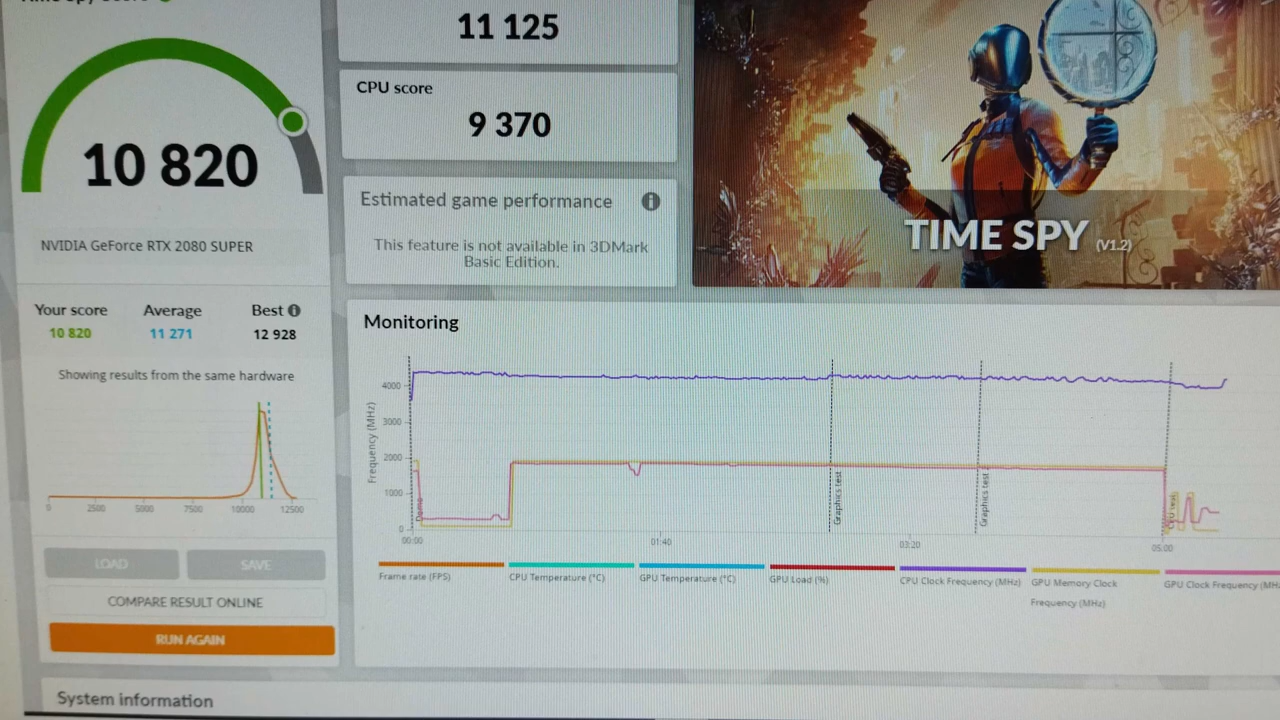 11 125
CPU score
9 370
10 820
NVIDIA GeForce RTX 2080 SUPER
Your score Average Best
10 820 11 271 12 928
Showing results from the same hardware
0 2500 5000 7500 10000 12500
LOAD SAVE
COMPARE RESULT ONLINE
RUN AGAIN
Estimated game performance i
This feature is not available in 3DMark
Basic Edition.
TIME SPY (V1.2)
Monitoring
Frequency (MHz)
4000
3000
2000
1000
0
Graphics test
Graphics test
00:00 01:40 03:20 05:00
Frame rate (FPS) CPU Temperature (°C) GPU Temperature (°C) GPU Load (%) CPU Clock Frequency (MHz) GPU Memory Clock GPU Clock Frequency
Frequency (MHz)
System information